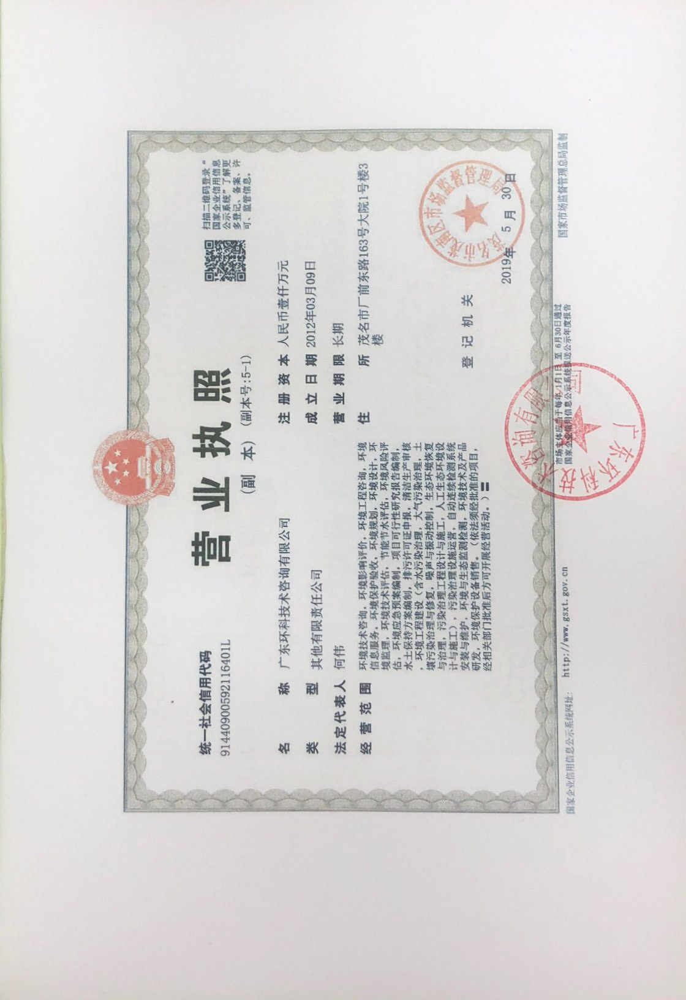 统一社会信用代码
91440900592116401L
营业执照
(副 本)(副本号:5-1)
扫描二维码登录“
国家企业信用信息
公示系统”了解更
多登记、备案、许
可、监管信息。
名称 广东环科技术咨询有限公司
类型 其他有限责任公司
法定代表人 何伟
经营范围 环境技术咨询，环境影响评价，环境工程咨询，环境
信息服务，环境保护验收，环境规划，环境设计，环
境监理，环境技术评估，节能节水评估，环境风险评
估，环境应急预案编制，项目可行性研究报告编制，
水土保持方案编制，排污许可证申报，清洁生产审核
，环境工程建设（含水污染治理，大气污染治理，土
壤污染治理与修复，噪声与振动控制，生态环境恢复
与治理，污染治理工程设计与施工，人工生态环境设
计与施工），污染治理设施运营，自动连续检测系统
安装与维护，环境与生态监测检测，环境技术及产品
研发，环境保护设备销售。（依法须经批准的项目，
经相关部门批准后方可开展经营活动。）
注册资本 人民币壹仟万元
成立日期 2012年03月09日
营业期限 长期
住所 茂名市厂前东路163号大院1号楼3
楼
登记机关
茂名市茂南区市场监督管理局
2019年 5月 30日
国家企业信用信息公示系统网址： http://www.gsxt.gov.cn
市场主体应当于每年1月1日 至 6月30日通过
国家企业信用信息公示系统报送公示年度报告
国家市场监督管理总局监制
广东环科技术咨询有限公司